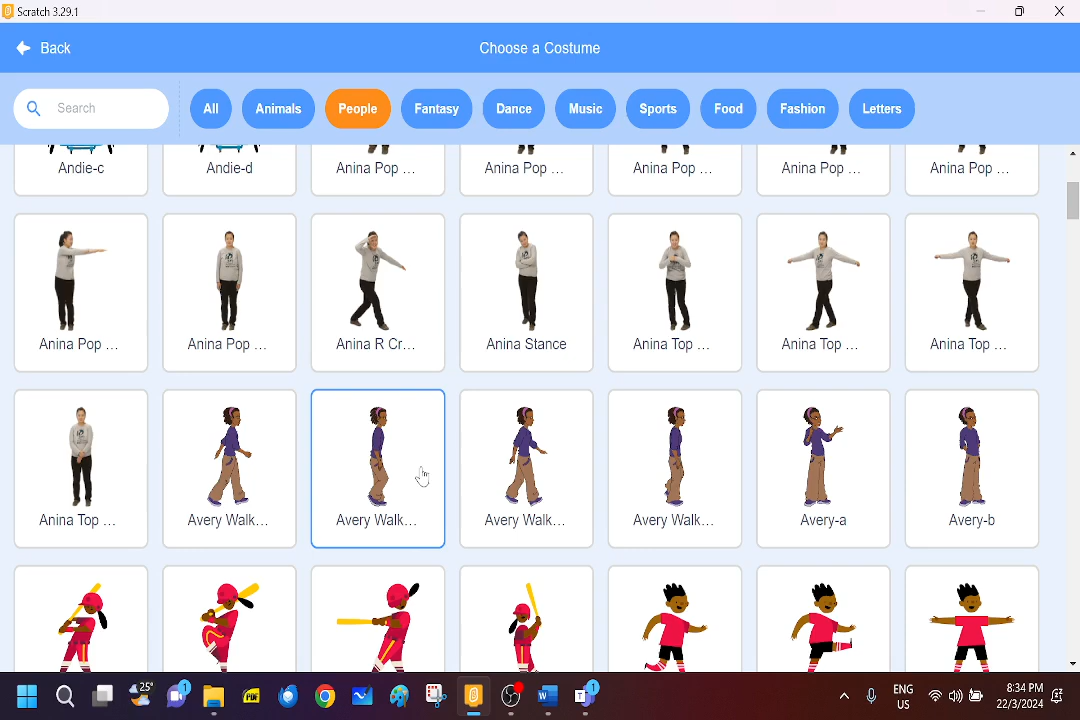 Scratch 3.29.1
Back
Choose a Costume
Search
All
Animals
People
Fantasy
Dance
Music
Sports
Food
Fashion
Letters
Andie-c
Andie-d
Anina Pop ...
Anina Pop ...
Anina Pop ...
Anina Pop ...
Anina Pop ...
Anina Pop ...
Anina Pop ...
Anina R Cr...
Anina Stance
Anina Top ...
Anina Top ...
Anina Top ...
Anina Top ...
Avery Walk...
Avery Walk...
Avery Walk...
Avery Walk...
Avery-a
Avery-b
25°
1
PDF
W
T
1
ENG
US
8:34 PM
22/3/2024